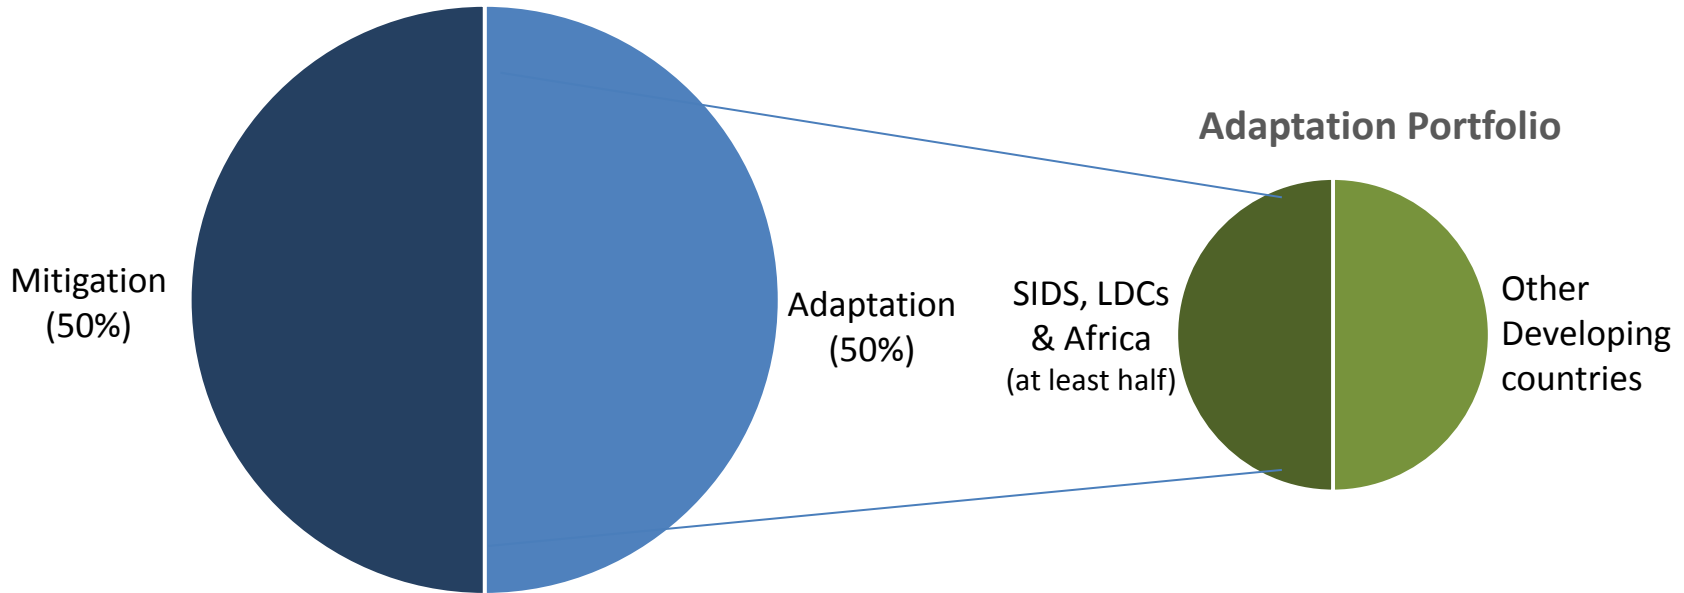 Adaptation Portfolio
Mitigation
(50%)
Adaptation
(50%)
SIDS, LDCs
& Africa
(at least half)
Other
Developing
countries